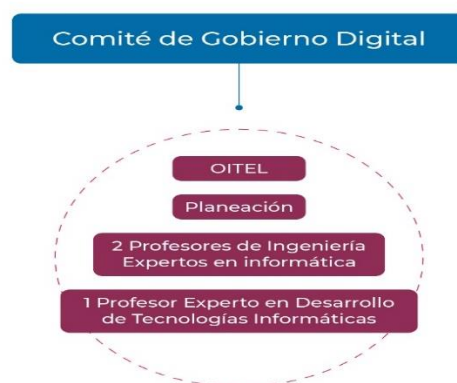 Comité de Gobierno Digital
OITEL
Planeación
2 Profesores de Ingeniería
Expertos en informática
1 Profesor Experto en Desarrollo
de Tecnologías Informáticas